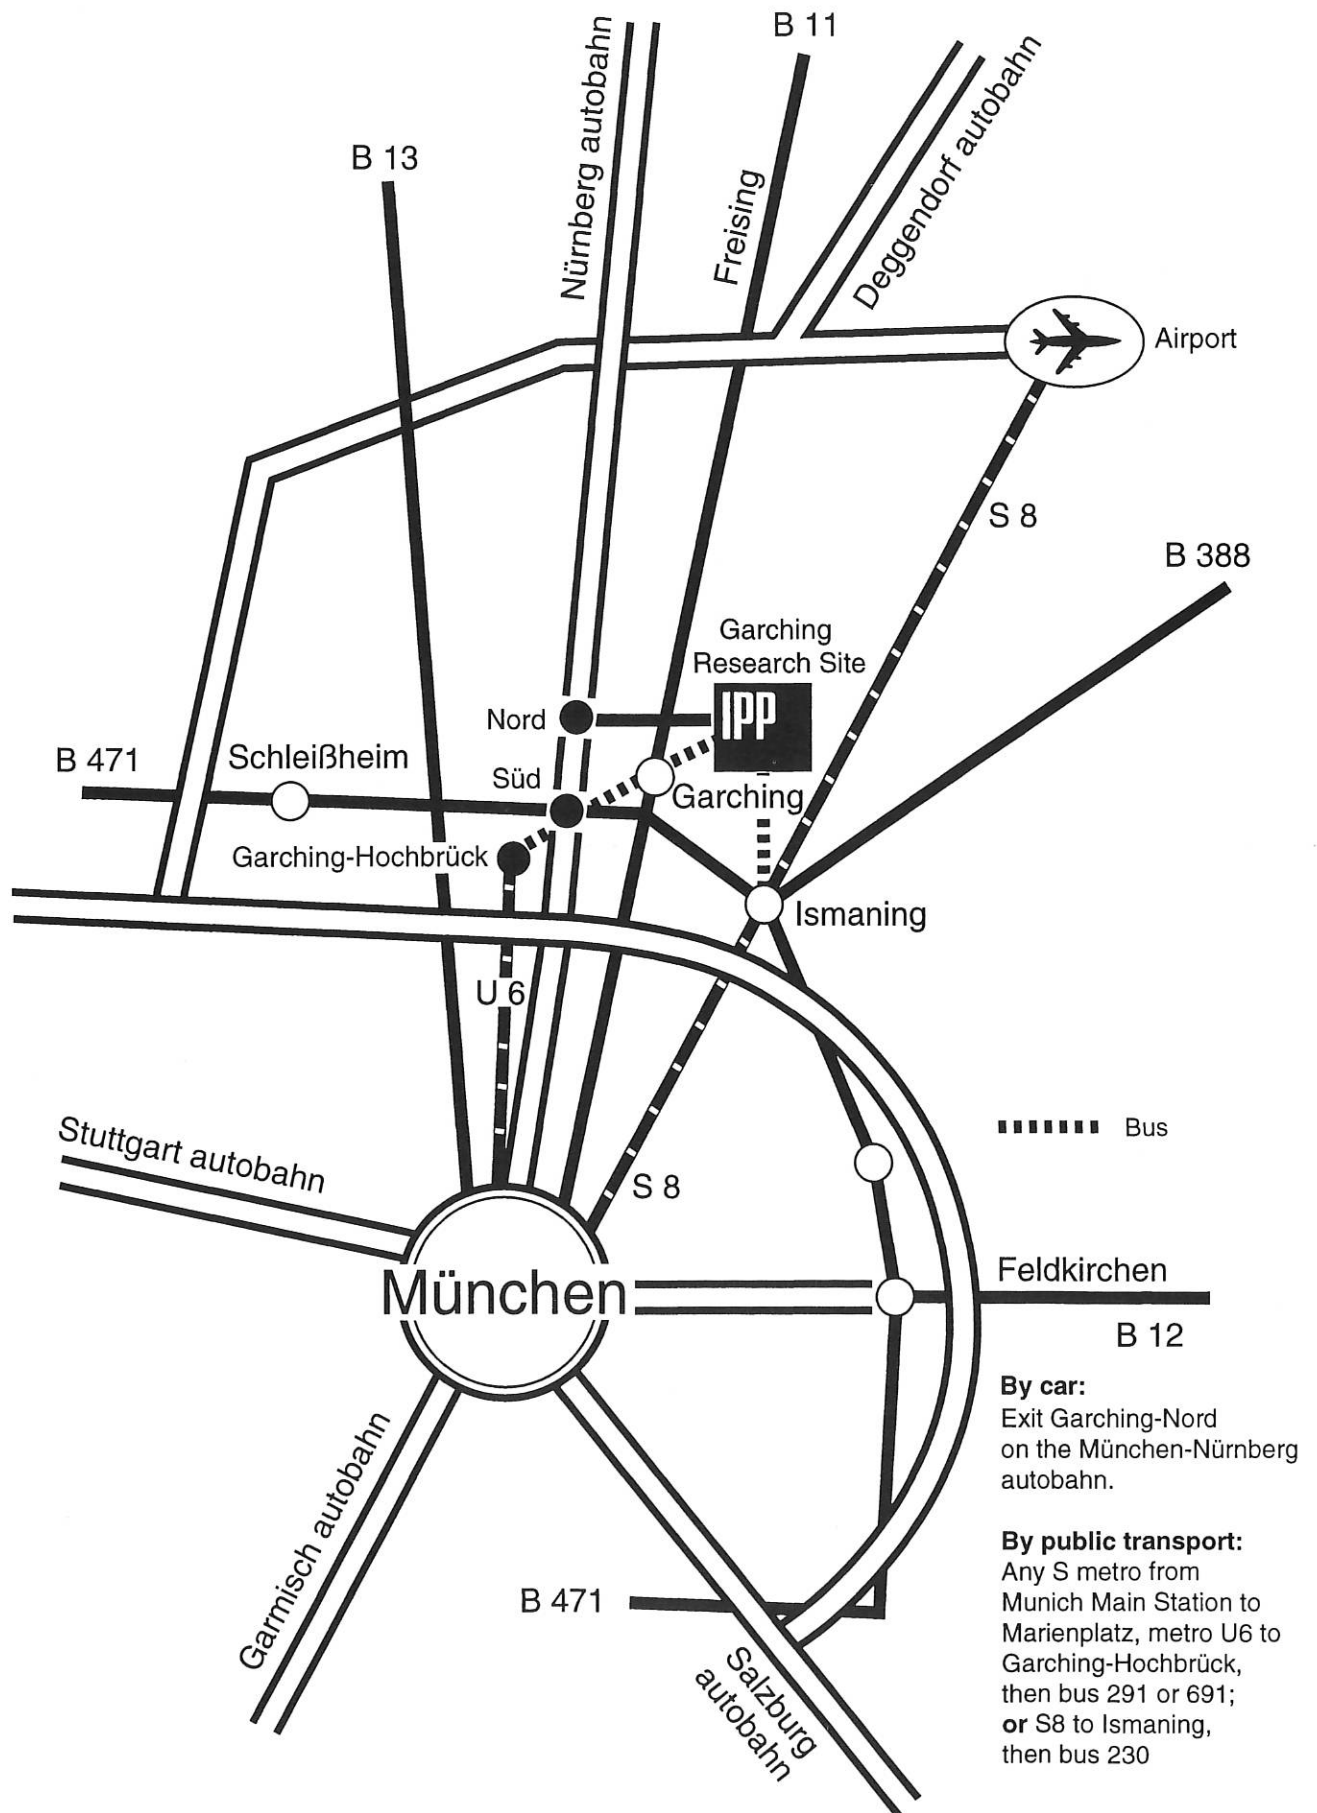 B 11
Nürnberg autobahn
Deggendorf autobahn
B 13
Freising
Airport
S 8
B 388
Garching
Research Site
IPP
Nord
B 471
Schleißheim
Süd
Garching
Garching-Hochbrück
Ismaning
U 6
Stuttgart autobahn
Bus
S 8
München
Feldkirchen
B 12
By car:
Exit Garching-Nord
on the München-Nürnberg
autobahn.
Garmisch autobahn
By public transport:
Any S metro from
Munich Main Station to
Marienplatz, metro U6 to
Garching-Hochbrück,
then bus 291 or 691;
or S8 to Ismaning,
then bus 230
B 471
Salzburg
autobahn